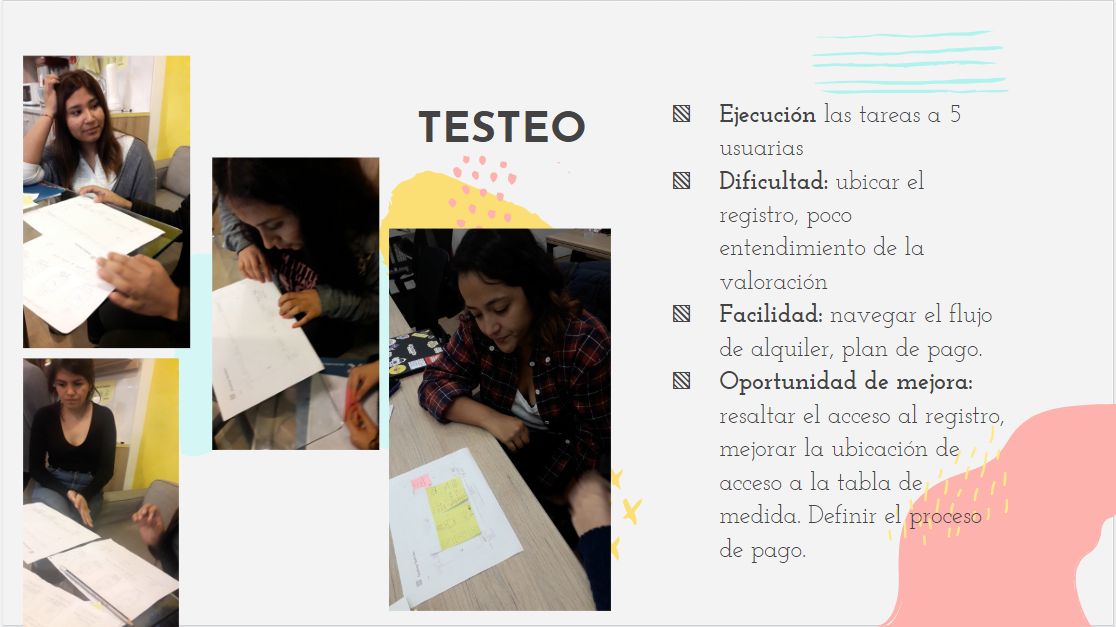 TESTEO
Ejecución las tareas a 5
usuarias
Dificultad: ubicar el
registro, poco
entendimiento de la
valoración
Facilidad: navegar el flujo
de alquiler, plan de pago.
Oportunidad de mejora:
resaltar el acceso al registro,
mejorar la ubicación de
acceso a la tabla de
medida. Definir el proceso
de pago.